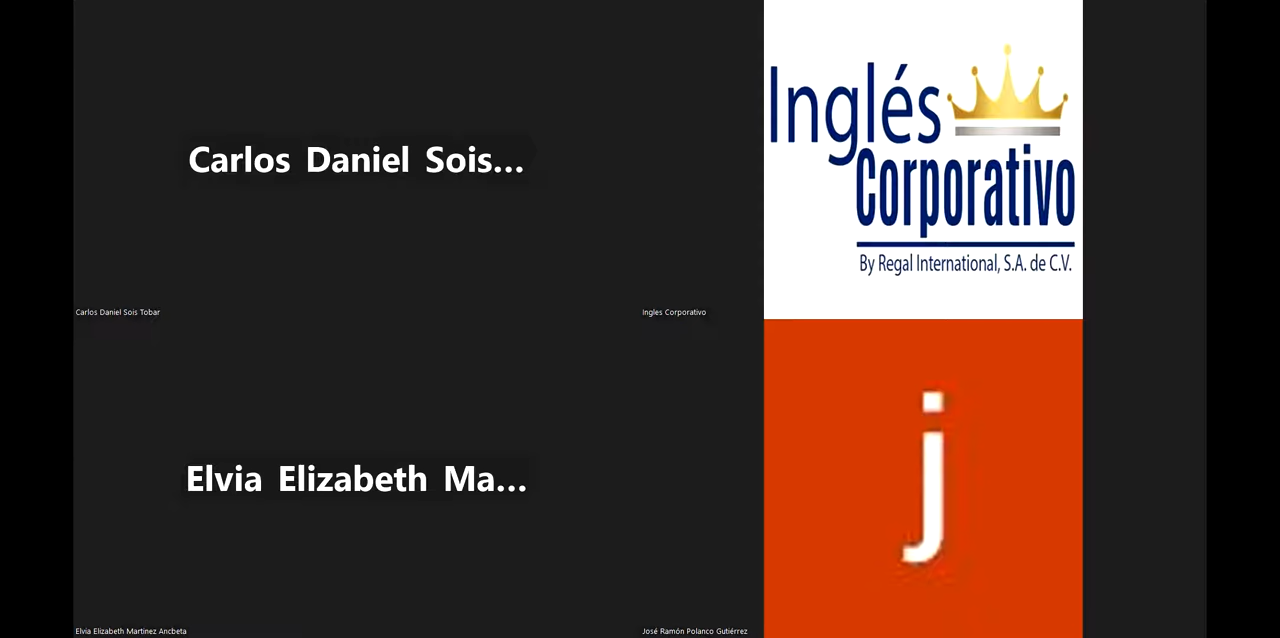 Carlos Daniel Sois...
Carlos Daniel Sois Tobar
Inglés
Corporativo
By Regal International, S.A. de C.V.
Ingles Corporativo
Elvia Elizabeth Ma...
Elvia Elizabeth Martinez Ancbeta
j
José Ramón Polanco Gutiérrez